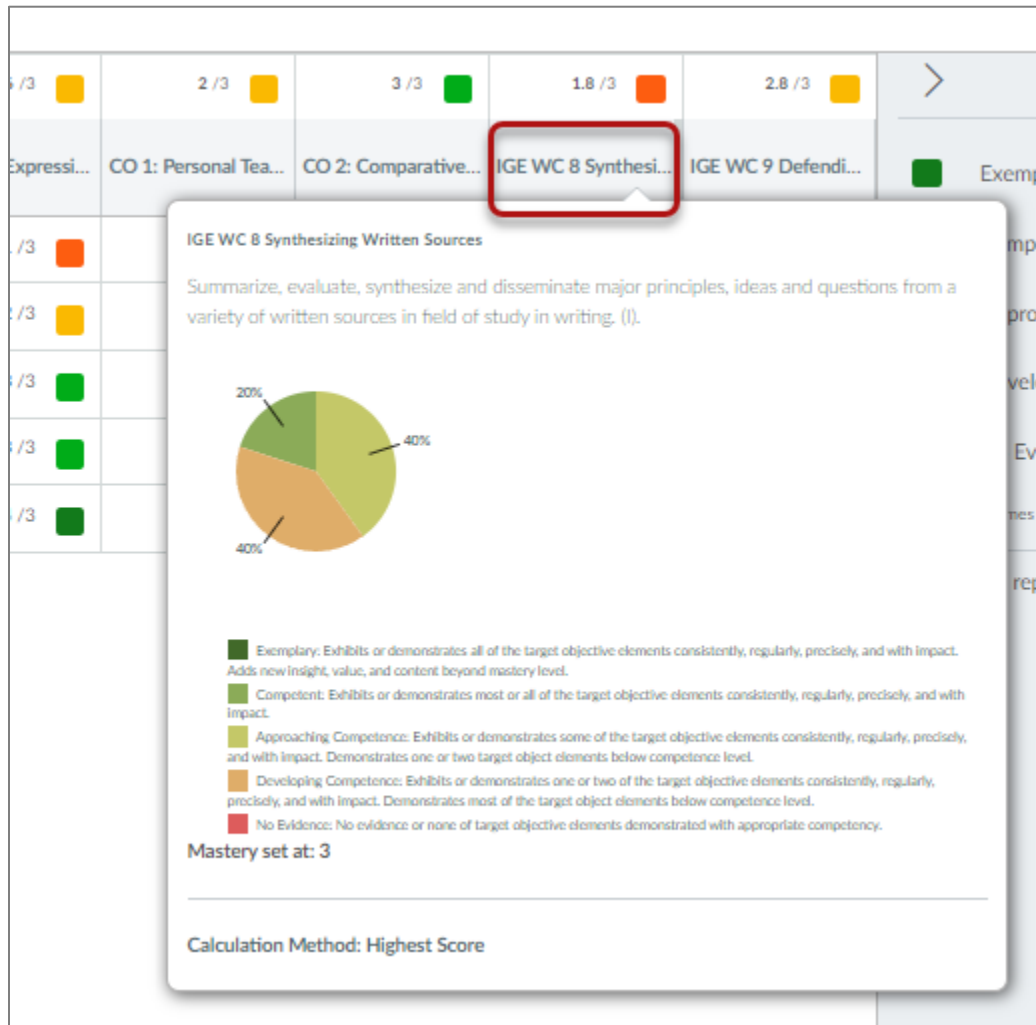 /3 2 /3 3 /3 1.8 /3 2.8 /3
Expressi... CO 1: Personal Tea... CO 2: Comparative... IGE WC 8 Synthesi... IGE WC 9 Defendi...
Exemp
/3
/3
/3
/3
/3
IGE WC 8 Synthesizing Written Sources
Summarize, evaluate, synthesize and disseminate major principles, ideas and questions from a
variety of written sources in field of study in writing. (I).
mp
pro
velo
Ev
mes
rep
20%
40%
40%
Exemplary: Exhibits or demonstrates all of the target objective elements consistently, regularly, precisely, and with impact.
Adds new insight, value, and content beyond mastery level.
Competent: Exhibits or demonstrates most or all of the target objective elements consistently, regularly, precisely, and with
impact.
Approaching Competence: Exhibits or demonstrates some of the target objective elements consistently, regularly, precisely,
and with impact. Demonstrates one or two target object elements below competence level.
Developing Competence: Exhibits or demonstrates one or two of the target objective elements consistently, regularly,
precisely, and with impact. Demonstrates most of the target object elements below competence level.
No Evidence: No evidence or none of target objective elements demonstrated with appropriate competency.
Mastery set at: 3
Calculation Method: Highest Score